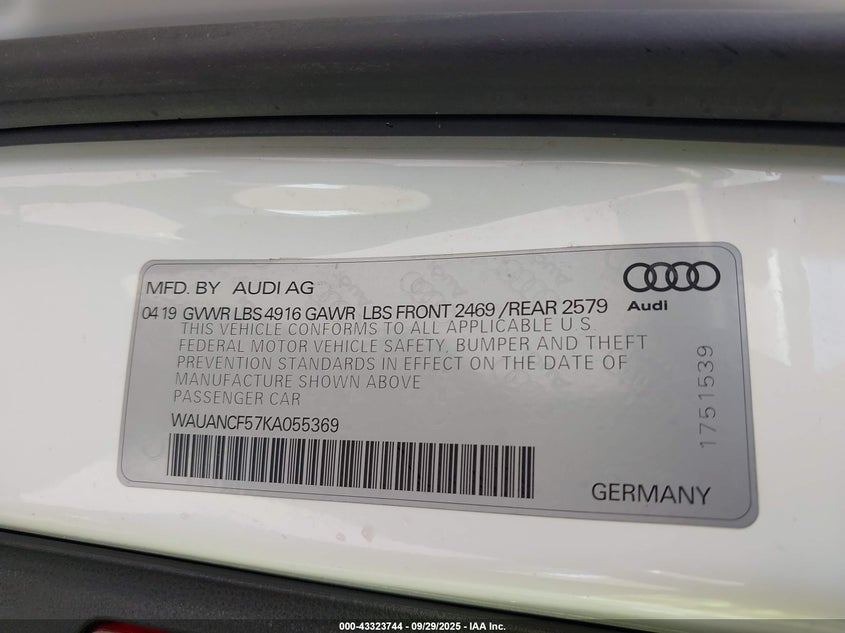 MFD. BY AUDI AG
Audi
04 19 GVWR LBS 4916 GAWR LBS FRONT 2469 /REAR 2579
THIS VEHICLE CONFORMS TO ALL APPLICABLE U.S.
FEDERAL MOTOR VEHICLE SAFETY, BUMPER AND THEFT
PREVENTION STANDARDS IN EFFECT ON THE DATE OF
MANUFACTURE SHOWN ABOVE
PASSENGER CAR
WAUANCF57KA055369
1751539
GERMANY
000-43323744 - 09/29/2025 - IAA Inc.